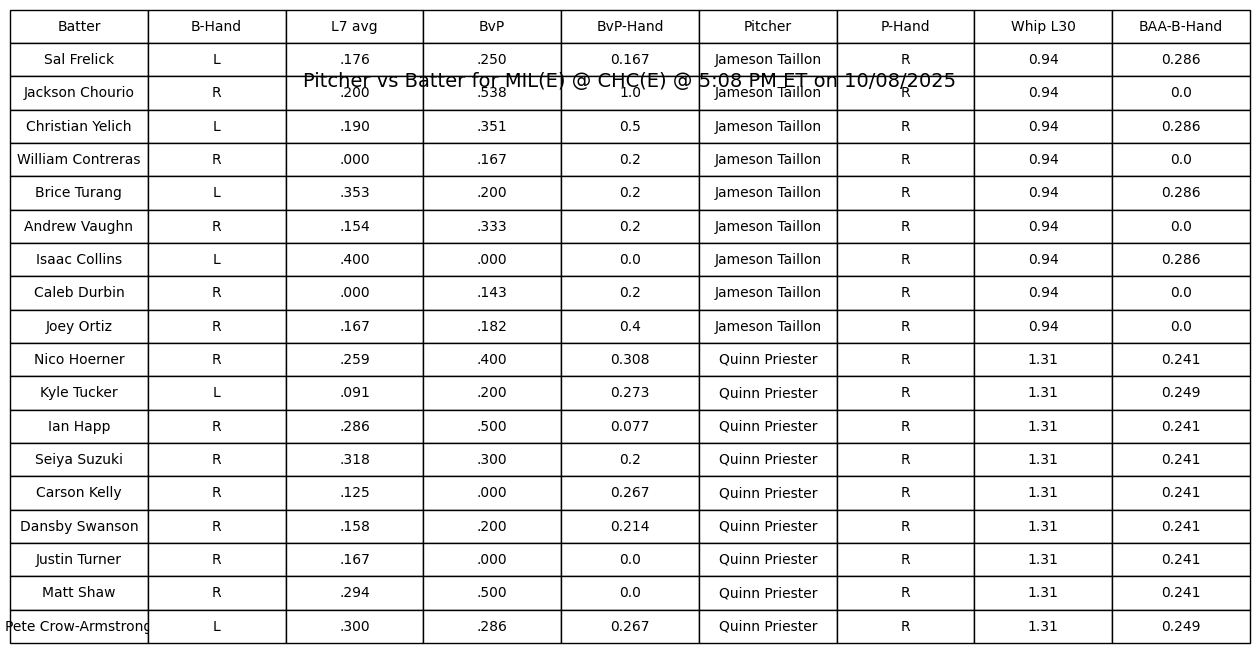 Batter B-Hand L7 avg BvP BvP-Hand Pitcher P-Hand Whip L30 BAA-B-Hand
Sal Frelick L .176 .250 0.167 Jameson Taillon R 0.94 0.286
Pitcher vs Batter for MIL(E) @ CHC(E) @ 5:08 PM ET on 10/08/2025
Jackson Chourio R .200 .538 1.0 Jameson Taillon R 0.94 0.0
Christian Yelich L .190 .351 0.5 Jameson Taillon R 0.94 0.286
William Contreras R .000 .167 0.2 Jameson Taillon R 0.94 0.0
Brice Turang L .353 .200 0.2 Jameson Taillon R 0.94 0.286
Andrew Vaughn R .154 .333 0.2 Jameson Taillon R 0.94 0.0
Isaac Collins L .400 .000 0.0 Jameson Taillon R 0.94 0.286
Caleb Durbin R .000 .143 0.2 Jameson Taillon R 0.94 0.0
Joey Ortiz R .167 .182 0.4 Jameson Taillon R 0.94 0.0
Nico Hoerner R .259 .400 0.308 Quinn Priester R 1.31 0.241
Kyle Tucker L .091 .200 0.273 Quinn Priester R 1.31 0.249
Ian Happ R .286 .500 0.077 Quinn Priester R 1.31 0.241
Seiya Suzuki R .318 .300 0.2 Quinn Priester R 1.31 0.241
Carson Kelly R .125 .000 0.267 Quinn Priester R 1.31 0.241
Dansby Swanson R .158 .200 0.214 Quinn Priester R 1.31 0.241
Justin Turner R .167 .000 0.0 Quinn Priester R 1.31 0.241
Matt Shaw R .294 .500 0.0 Quinn Priester R 1.31 0.241
Pete Crow-Armstrong L .300 .286 0.267 Quinn Priester R 1.31 0.249